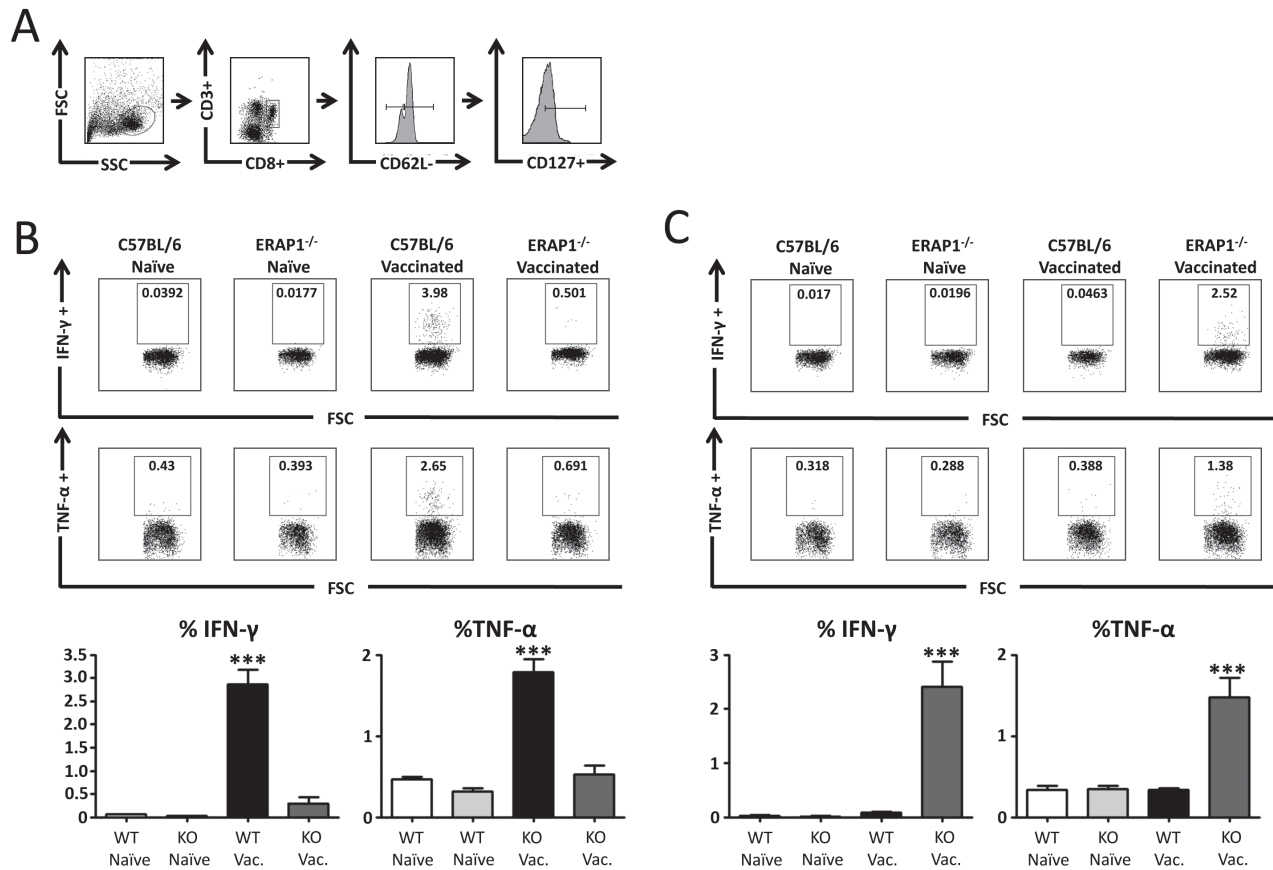 A
FSC
SSC
CD3+
CD8+
CD62L-
CD127+
B
C57BL/6
Naïve
ERAP1-/-
Naïve
C57BL/6
Vaccinated
ERAP1-/-
Vaccinated
IFN-γ +
0.0392
0.0177
3.98
0.501
FSC
TNF-α +
0.43
0.393
2.65
0.691
FSC
% IFN-γ
3.5
3.0
2.5
2.0
1.5
1.0
0.5
0
***
WT
Naïve
KO
Naïve
WT
Vac.
KO
Vac.
%TNF-α
2
1
0
***
WT
Naïve
WT
Naïve
KO
Vac.
KO
Vac.
C
C57BL/6
Naïve
ERAP1-/-
Naïve
C57BL/6
Vaccinated
ERAP1-/-
Vaccinated
IFN-γ +
0.017
0.0196
0.0463
2.52
FSC
TNF-α +
0.318
0.288
0.388
1.38
FSC
% IFN-γ
3
2
1
0
***
WT
Naïve
KO
Naïve
WT
Vac.
KO
Vac.
%TNF-α
2
1
0
***
WT
Naïve
KO
Naïve
WT
Vac.
KO
Vac.